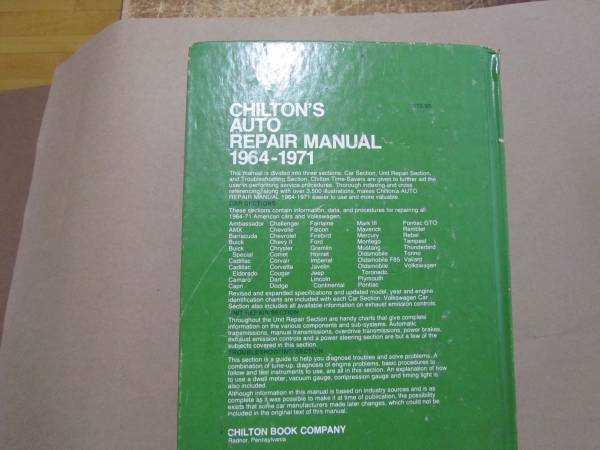 CHILTON'S
AUTO
REPAIR MANUAL
1964-1971
This manual is divided into three sections: Car Section, Unit Repair Section,
and Troubleshooting Section. Chilton Time-Savers are given to further aid the
user in performing service procedures. Thorough indexing and cross
referencing, along with over 3,500 illustrations, makes Chilton's AUTO
REPAIR MANUAL 1964-1971 easier to use and more valuable.
CAR SECTIONS
These sections contain information, data, and procedures for repairing all
1964-71 American cars and Volkswagen.
Ambassador Challenger Fairlane Mark III Pontiac GTO
AMX Chevelle Falcon Maverick Rambler
Barracuda Chevrolet Firebird Mercury Rebel
Buick Chevy II Ford Montego Tempest
Buick Chrysler Gremlin Mustang Thunderbird
Special Comet Hornet Oldsmobile Torino
Cadillac Corvair Imperial Oldsmobile F85 Valiant
Cadillac Corvette Javelin Oldsmobile Volkswagen
Eldorado Cougar Jeep Toronado
Camaro Dart Lincoln Plymouth
Capri Dodge Continental Pontiac
Revised and expanded specifications and updated model, year and engine
identification charts are included with each Car Section. Volkswagen Car
Section also includes all available information on exhaust emission controls.
UNIT REPAIR SECTION
Throughout the Unit Repair Section are handy charts that give complete
information on the various components and sub-systems. Automatic
transmissions, manual transmissions, overdrive transmissions, power brakes,
exhaust emission controls and a power steering section are but a few of the
subjects covered in this section.
TROUBLESHOOTING SECTION
This section is a guide to help you diagnose troubles and solve problems. A
combination of tune-up, diagnosis of engine problems, basic procedures to
follow and test instruments to use, are all in this section. An explanation of how
to use a dwell meter, vacuum gauge, compression gauge and timing light is
also included.
Although information in this manual is based on industry sources and is as
complete as it was possible to make it at time of publication, the possibility
exists that some car manufacturers made later changes, which could not be
included in the original text of this manual.
CHILTON BOOK COMPANY
Radnor, Pennsylvania